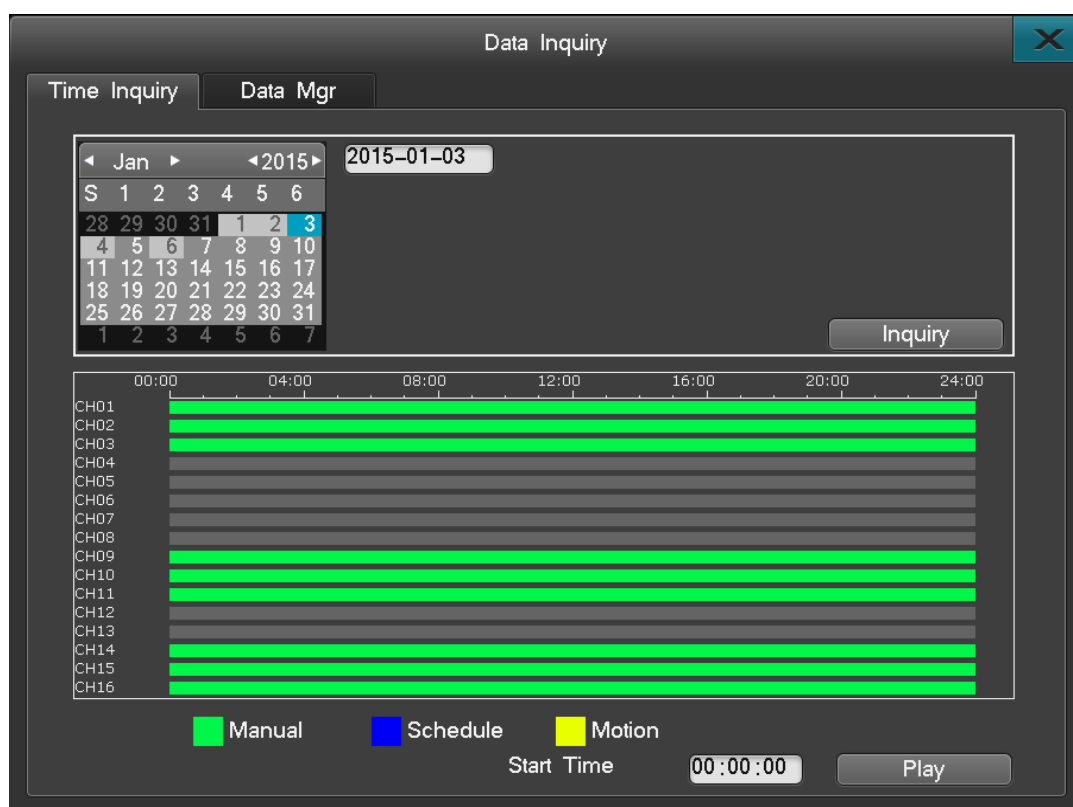 Data Inquiry
X
Time Inquiry Data Mgr
◄ Jan ► ◄2015► 2015-01-03
S 1 2 3 4 5 6
28 29 30 31 1 2 3
4 5 6 7 8 9 10
11 12 13 14 15 16 17
18 19 20 21 22 23 24
25 26 27 28 29 30 31
1 2 3 4 5 6 7
Inquiry
00:00 04:00 08:00 12:00 16:00 20:00 24:00
CH01
CH02
CH03
CH04
CH05
CH06
CH07
CH08
CH09
CH10
CH11
CH12
CH13
CH14
CH15
CH16
Manual Schedule Motion
Start Time 00:00:00 Play